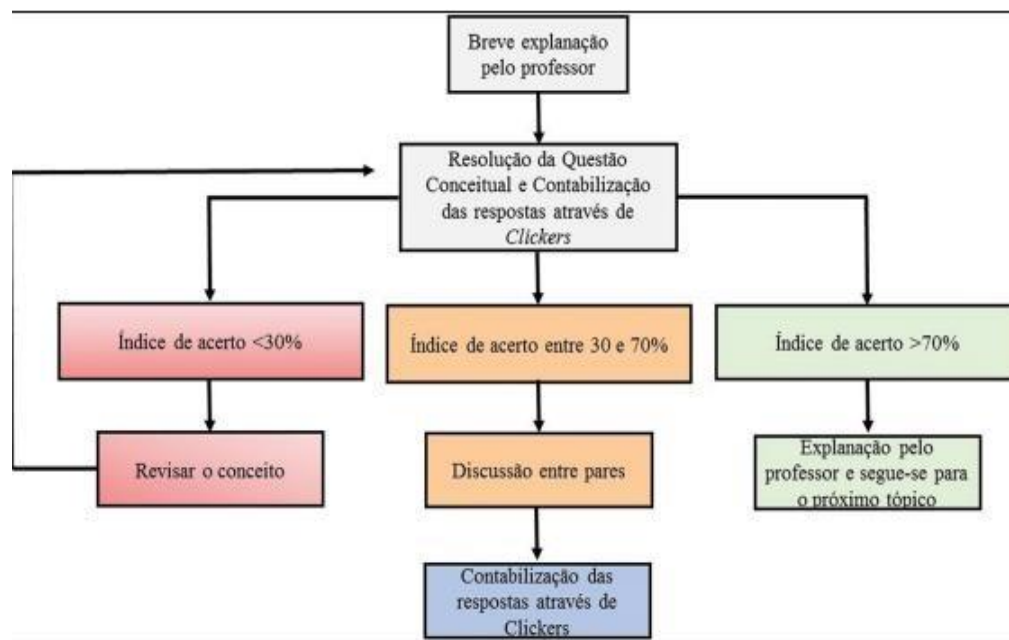 Breve explanação
pelo professor
Resolução da Questão
Conceitual e Contabilização
das respostas através de
Clickers
Índice de acerto <30%
Índice de acerto entre 30 e 70%
Índice de acerto >70%
Revisar o conceito
Discussão entre pares
Explanação pelo
professor e segue-se para
o próximo tópico
Contabilização das
respostas através de
Clickers